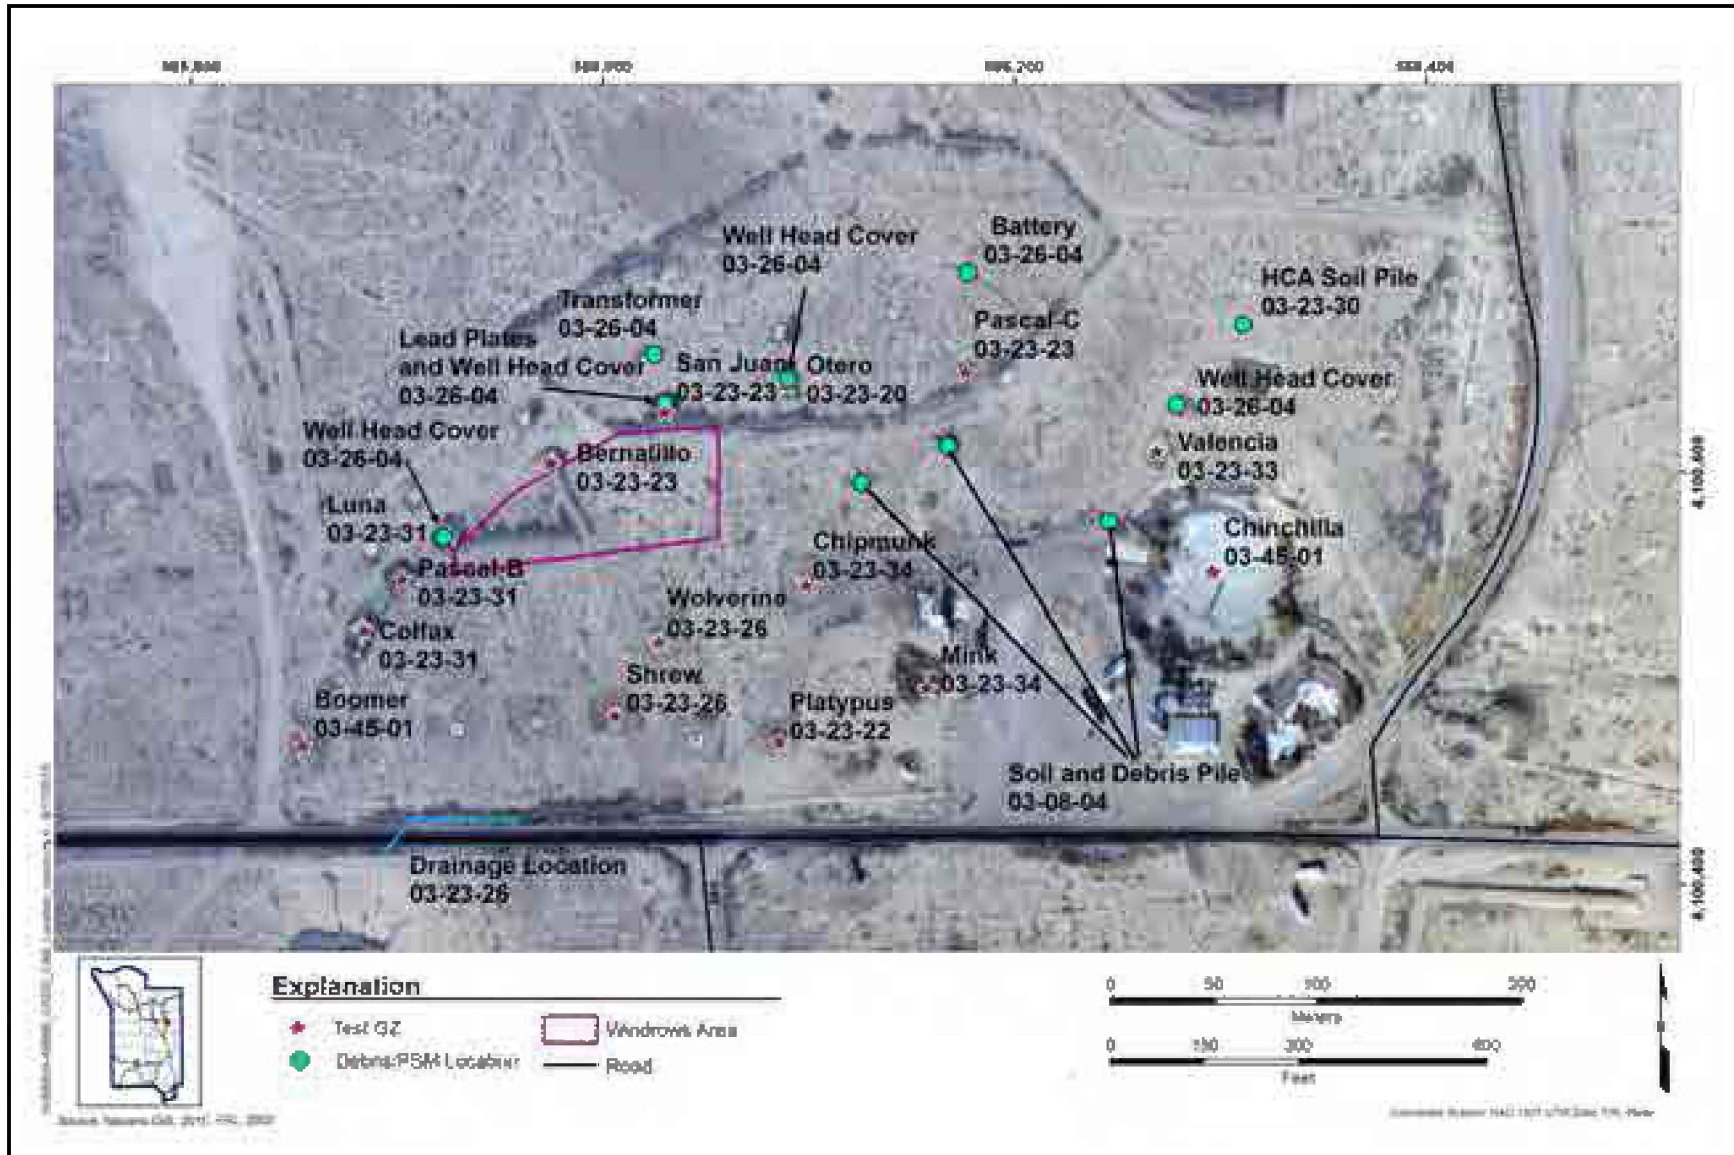 Well Head Cover
03-26-04
Battery
03-26-04
HCA Soil Pile
03-23-30
Transformer
03-26-04
Pascal-C
03-23-23
Lead Plates
and Well Head Cover
03-26-04
San Juan
03-23-23
Otero
03-23-20
Well Head Cover
03-26-04
Well Head Cover
03-26-04
Bernalillo
03-23-23
Valencia
03-23-33
Luna
03-23-31
Chinchilla
03-45-01
Chipmunk
03-23-34
Pascal-B
03-23-31
Wolverine
03-23-26
Colfax
03-23-31
Mink
03-23-34
Shrew
03-23-26
Boomer
03-45-01
Platypus
03-23-22
Soil and Debris Pile
03-08-04
Drainage Location
03-23-26
4,100,600
4,100,400
Explanation
Test GZ
Debris/PSM Location
Windrows Area
Road
0 50 100 200
Meters
0 150 300 600
Feet